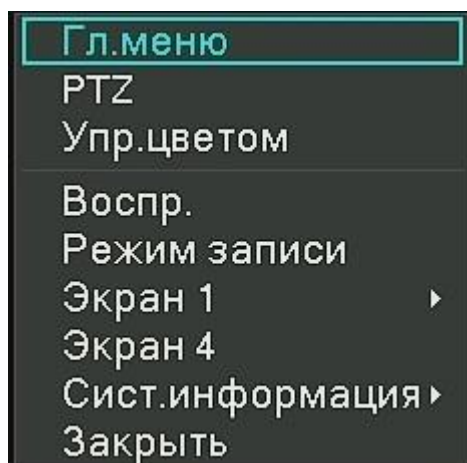 Гл.меню
PTZ
Упр.цветом
Воспр.
Режим записи
Экран 1
Экран 4
Сист.информация
Закрыть